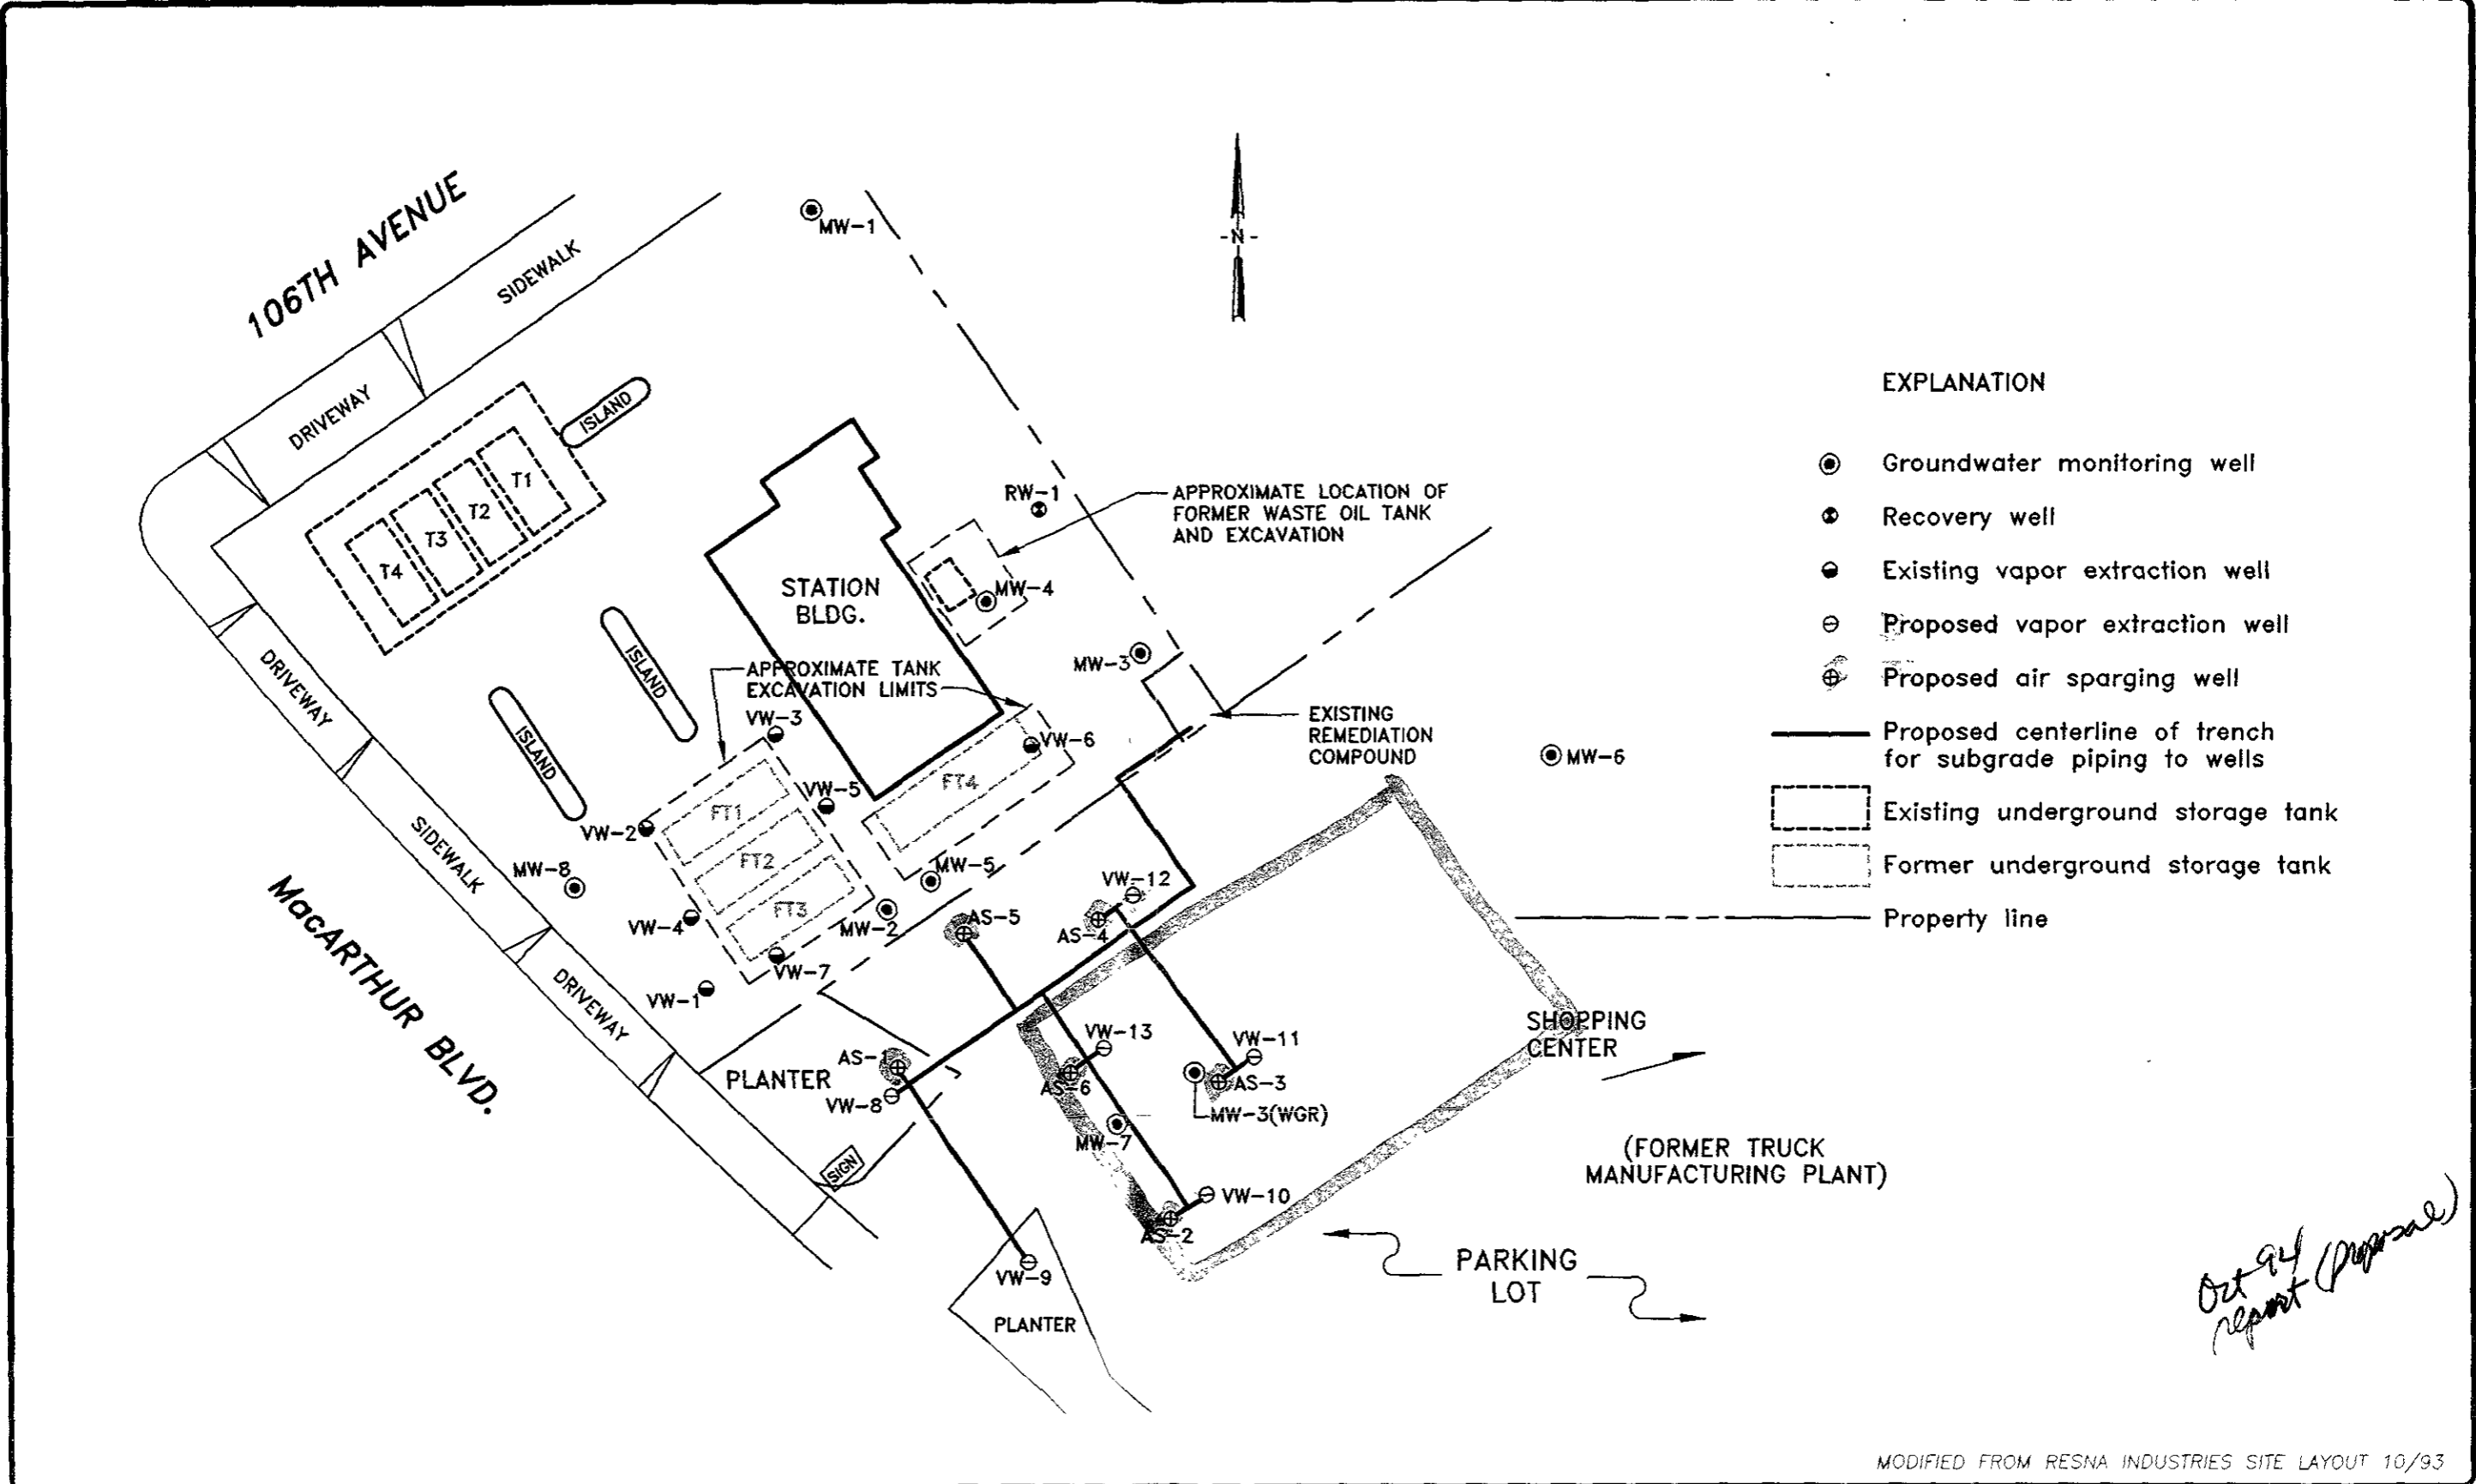 106TH AVENUE
SIDEWALK
DRIVEWAY
ISLAND
MW-1
-N-
T1
T2
T3
T4
STATION
BLDG.
RW-1
APPROXIMATE LOCATION OF
FORMER WASTE OIL TANK
AND EXCAVATION
MW-4
MW-3
DRIVEWAY
ISLAND
ISLAND
APPROXIMATE TANK
EXCAVATION LIMITS
VW-3
VW-6
EXISTING
REMEDIATION
COMPOUND
MW-6
VW-5
FT4
FT1
VW-2
FT2
MW-8
MW-5
VW-12
SIDEWALK
FT3
VW-4
MW-2
AS-5
AS-4
VW-7
VW-1
DRIVEWAY
MacARTHUR BLVD.
AS-1
PLANTER
VW-8
VW-13
AS-6
VW-11
AS-3
MW-3(WGR)
MW-7
SHOPPING
CENTER
(FORMER TRUCK
MANUFACTURING PLANT)
SIGN
VW-10
AS-2
VW-9
PLANTER
PARKING
LOT
EXPLANATION
Groundwater monitoring well
Recovery well
Existing vapor extraction well
Proposed vapor extraction well
Proposed air sparging well
Proposed centerline of trench
for subgrade piping to wells
Existing underground storage tank
Former underground storage tank
Property line
Oct 94
report (proposal)
MODIFIED FROM RESNA INDUSTRIES SITE LAYOUT 10/93